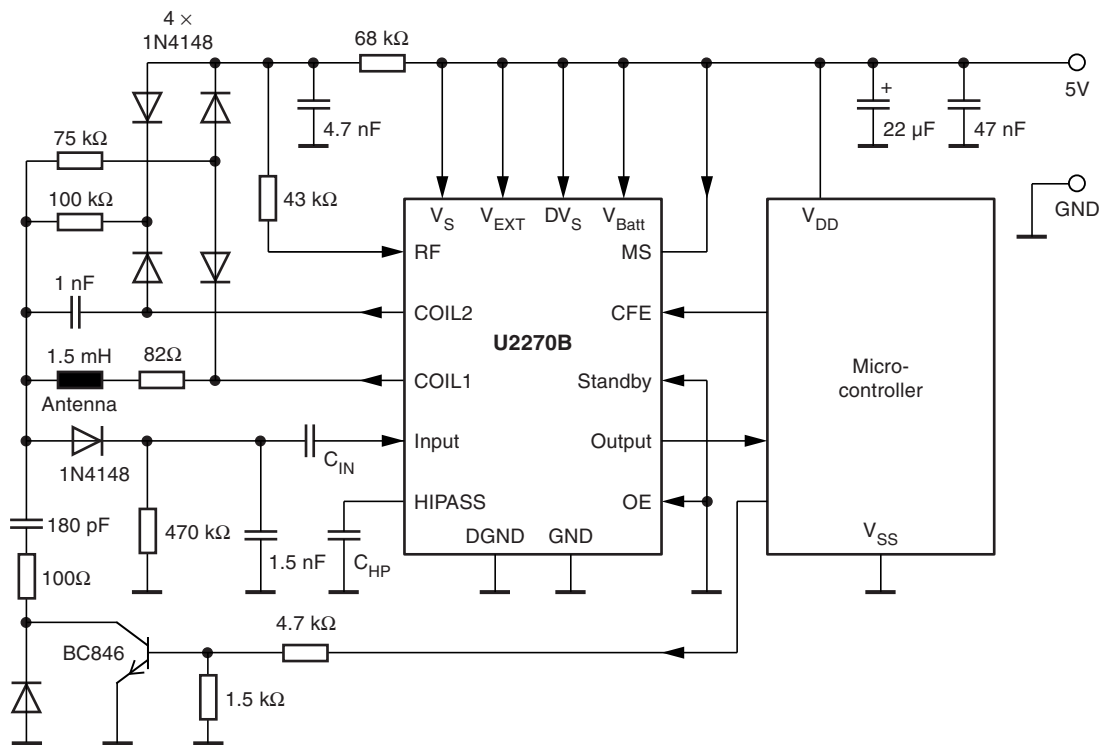 4 ×
1N4148
68 kΩ
5V
4.7 nF
22 µF
+
47 nF
75 kΩ
100 kΩ
43 kΩ
GND
V_S
V_EXT
DV_S
V_Batt
V_DD
RF
MS
1 nF
COIL2
CFE
U2270B
1.5 mH
82Ω
COIL1
Standby
Micro-
controller
Antenna
Input
Output
1N4148
C_IN
HIPASS
OE
180 pF
470 kΩ
1.5 nF
C_HP
DGND
GND
V_SS
100Ω
4.7 kΩ
BC846
1.5 kΩ